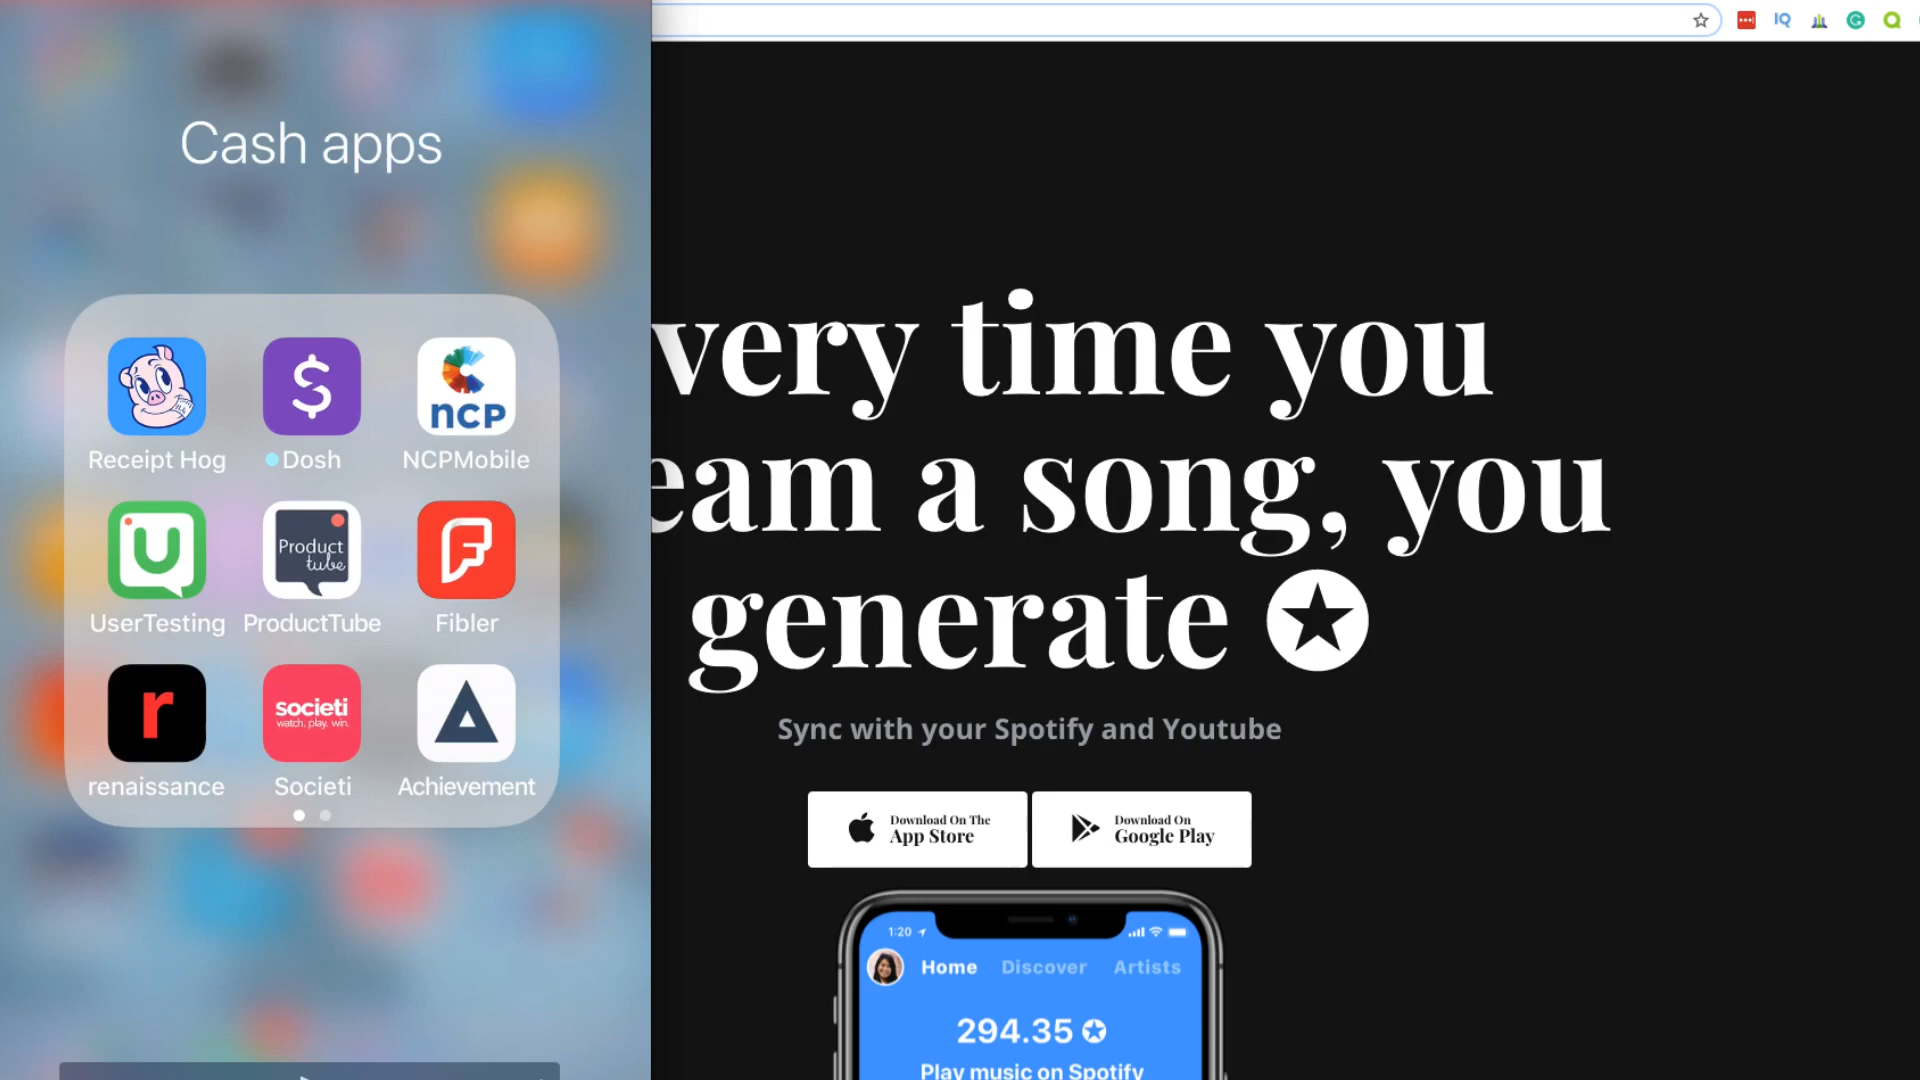 Cash apps
ncp
Receipt Hog
Dosh
NCPMobile
Product
tube
UserTesting
ProductTube
Fibler
r
societi
watch. play. win.
renaissance
Societi
Achievement
IQ
very time you
eam a song, you
generate
Sync with your Spotify and Youtube
Download On The
App Store
Download On
Google Play
1:20
Home Discover Artists
294.35
Play music on Spotify